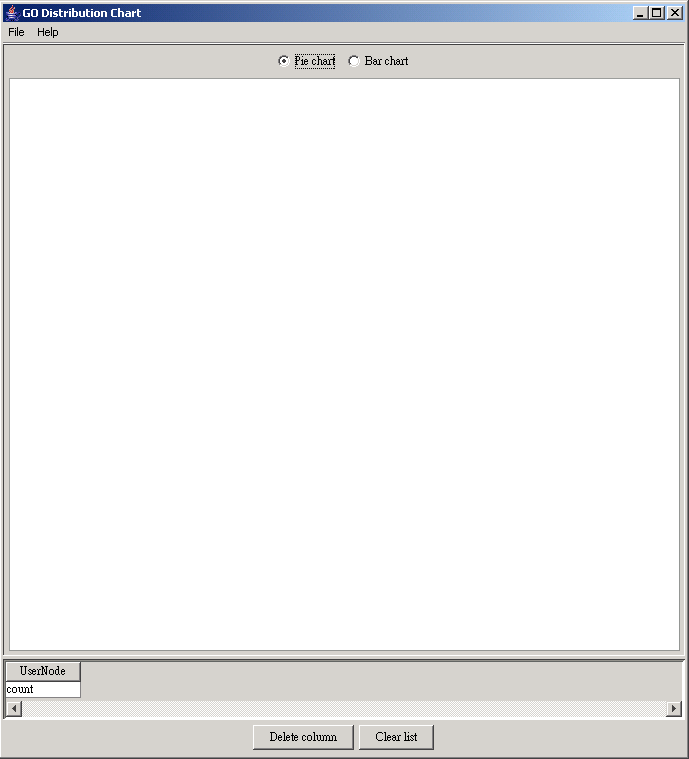 GO Distribution Chart
File Help
Pie chart Bar chart
UserNode
count
Delete column Clear list